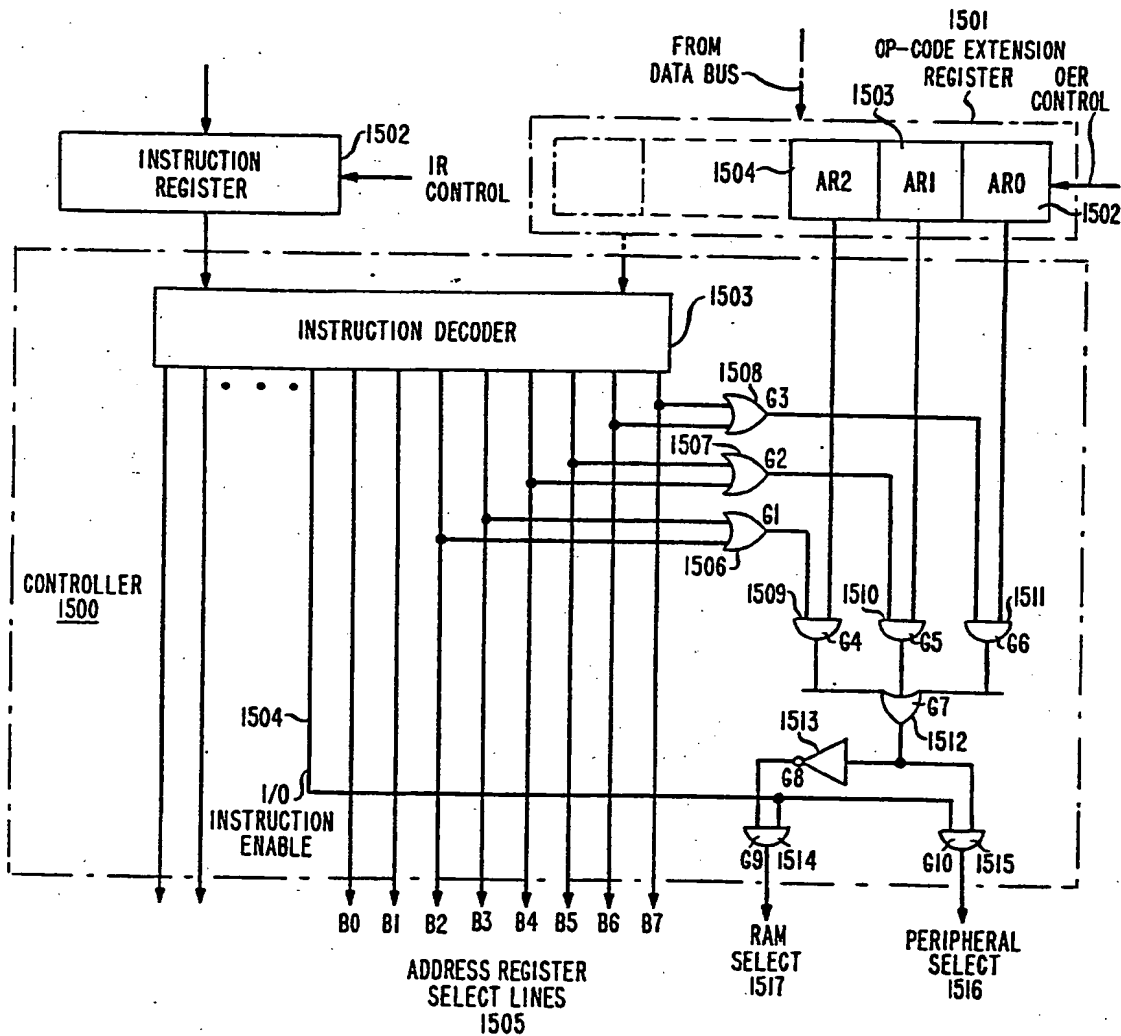 1501
OP-CODE EXTENSION
REGISTER
FROM
DATA BUS
OER
CONTROL
1503
1502
INSTRUCTION
REGISTER
IR
CONTROL
1504
AR2
AR1
AR0
1502
1503
INSTRUCTION DECODER
1508
G3
1507
G2
G1
1506
CONTROLLER
1500
1509
G4
1510
G5
1511
G6
G7
1512
1504
1513
G8
I/O
INSTRUCTION
ENABLE
G9
1514
G10
1515
B0
B1
B2
B3
B4
B5
B6
B7
RAM
SELECT
1517
PERIPHERAL
SELECT
1516
ADDRESS REGISTER
SELECT LINES
1505